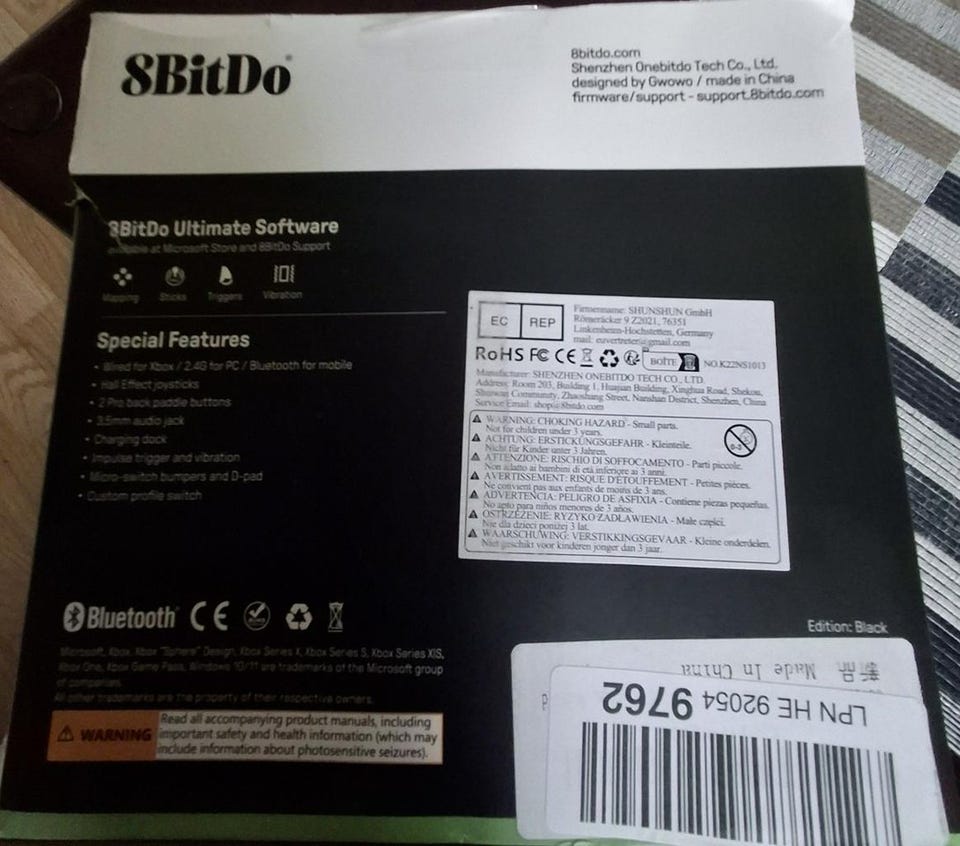 8BitDo
8bitdo.com
Shenzhen Onebitdo Tech Co., Ltd.
designed by Gwowo / made in China
firmware/support - support.8bitdo.com
8BitDo Ultimate Software
available at Microsoft Store and 8BitDo Support
Mapping Sticks Triggers Vibration
Special Features
• Wired for Xbox / 2.4G for PC / Bluetooth for mobile
• Hall Effect joysticks
• 2 Pro back paddle buttons
• 3.5mm audio jack
• Charging dock
• Impulse trigger and vibration
• Micro-switch bumpers and D-pad
• Custom profile switch
EC REP
Firmenname: SHUNSHUN GmbH
Römeräcker 9 Z2021, 76351
Linkenheim-Hochstetten, Germany
mail: euvertreter@gmail.com
RoHS FC CE BOÎTE NO.K22NS1013
Manufacturer: SHENZHEN ONEBITDO TECH CO., LTD.
Address: Room 203, Building 1, Huajian Building, Xinghua Road, Shekou,
Shuiwan Community, Zhaoshang Street, Nanshan District, Shenzhen, China
Service Email: shop@8bitdo.com
WARNING: CHOKING HAZARD - Small parts.
Not for children under 3 years.
ACHTUNG: ERSTICKUNGSGEFAHR - Kleinteile.
Nicht für Kinder unter 3 Jahren.
ATTENZIONE: RISCHIO DI SOFFOCAMENTO - Parti piccole.
Non adatto ai bambini di età inferiore ai 3 anni.
AVERTISSEMENT: RISQUE D'ÉTOUFFEMENT - Petites pièces.
Ne convient pas aux enfants de moins de 3 ans.
ADVERTENCIA: PELIGRO DE ASFIXIA - Contiene piezas pequeñas.
No apto para niños menores de 3 años.
OSTRZEŻENIE: RYZYKO ZADŁAWIENIA - Małe części.
Nie dla dzieci poniżej 3 lat.
WAARSCHUWING: VERSTIKKINGSGEVAAR - Kleine onderdelen.
Niet geschikt voor kinderen jonger dan 3 jaar.
0-3
Bluetooth CE
Microsoft, Xbox, Xbox "Sphere" Design, Xbox Series X, Xbox Series S, Xbox Series X|S,
Xbox One, Xbox Game Pass, Windows 10/11 are trademarks of the Microsoft group
of companies.
All other trademarks are the property of their respective owners.
WARNING
Read all accompanying product manuals, including
important safety and health information (which may
include information about photosensitive seizures).
Edition: Black
新品 Made In China
LPN HE 92054 9762